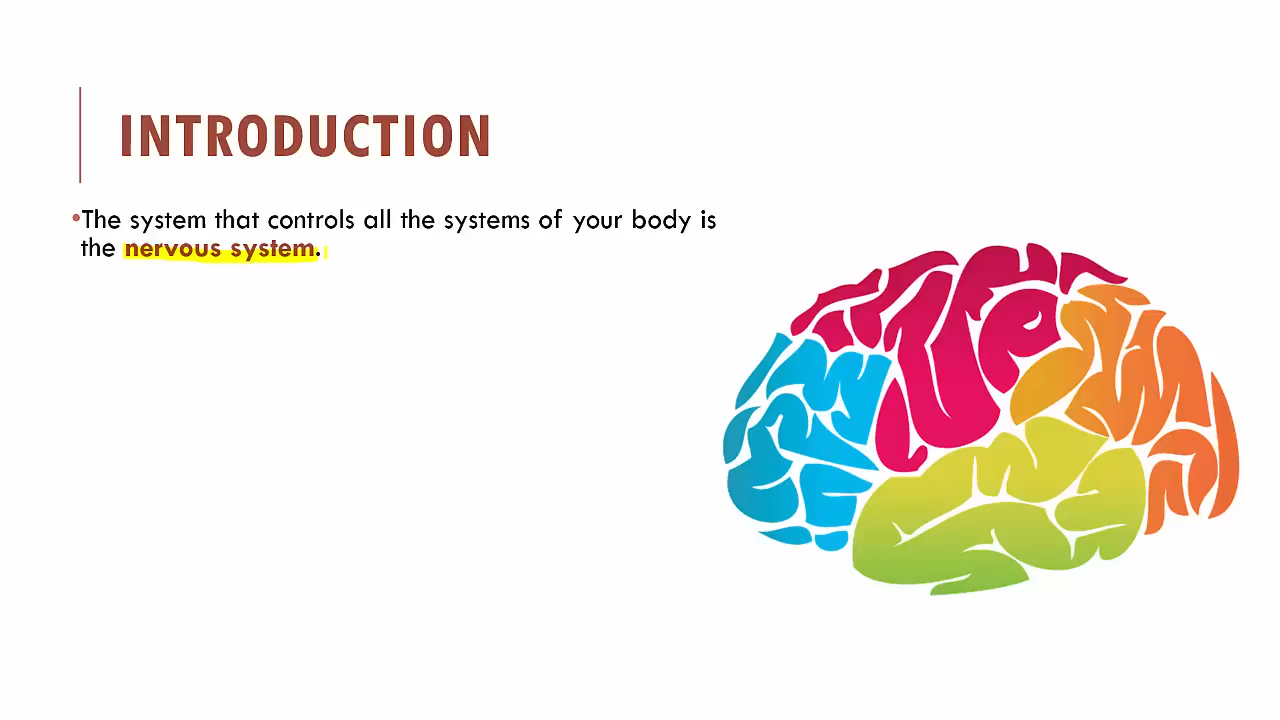 INTRODUCTION
•The system that controls all the systems of your body is
the nervous system.